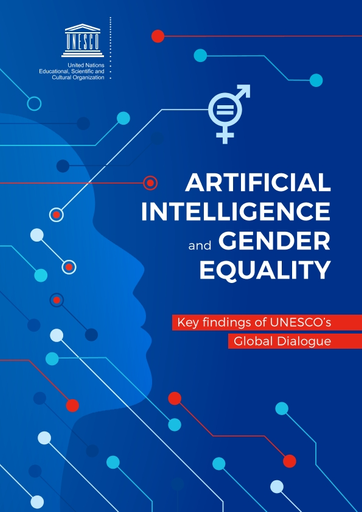 UNESCO
United Nations
Educational, Scientific and
Cultural Organization
ARTIFICIAL
INTELLIGENCE
and GENDER
EQUALITY
Key findings of UNESCO's
Global Dialogue